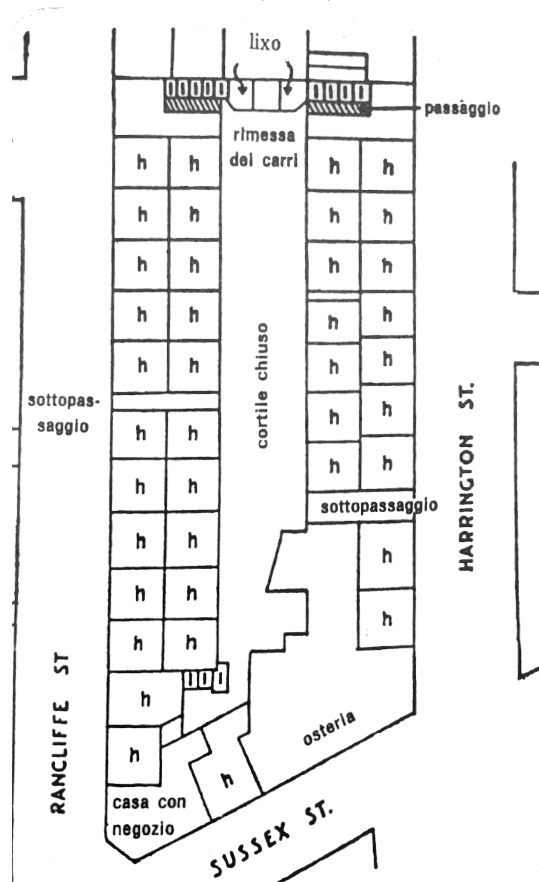 lixo
l l l l l
l l l l
passaggio
rimessa
dei carri
h h h h
h h h h
h h h h
h h h h
h h h h
cortile chiuso
sottopas-
saggio
HARRINGTON ST.
h h h h
h h h h
sottopassaggio
h h h
h h h
h h
h
l l l
RANCLIFFE ST
h
osteria
h
casa con
negozio
SUSSEX ST.